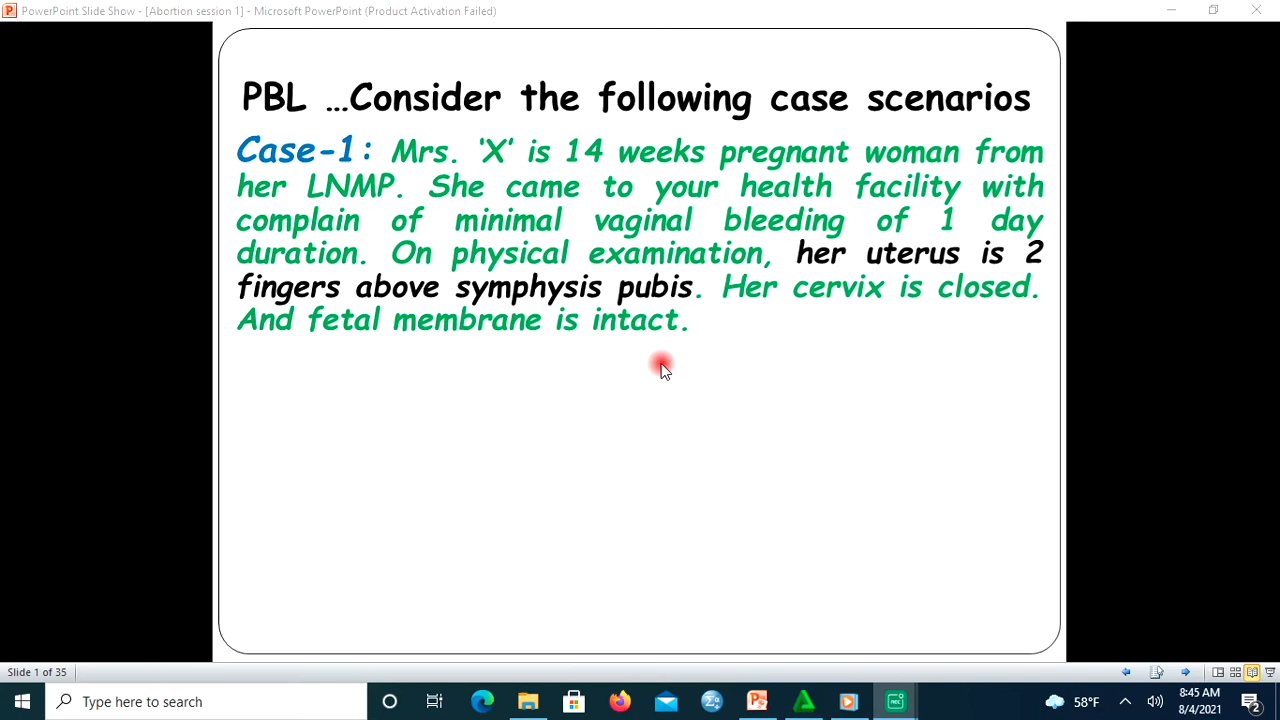 PowerPoint Slide Show - [Abortion session 1] - Microsoft PowerPoint (Product Activation Failed)
PBL ...Consider the following case scenarios
Case-1: Mrs. ‘X’ is 14 weeks pregnant woman from
her LNMP. She came to your health facility with
complain of minimal vaginal bleeding of 1 day
duration. On physical examination, her uterus is 2
fingers above symphysis pubis. Her cervix is closed.
And fetal membrane is intact.
Slide 1 of 35
Type here to search
58°F
8:45 AM
8/4/2021
2